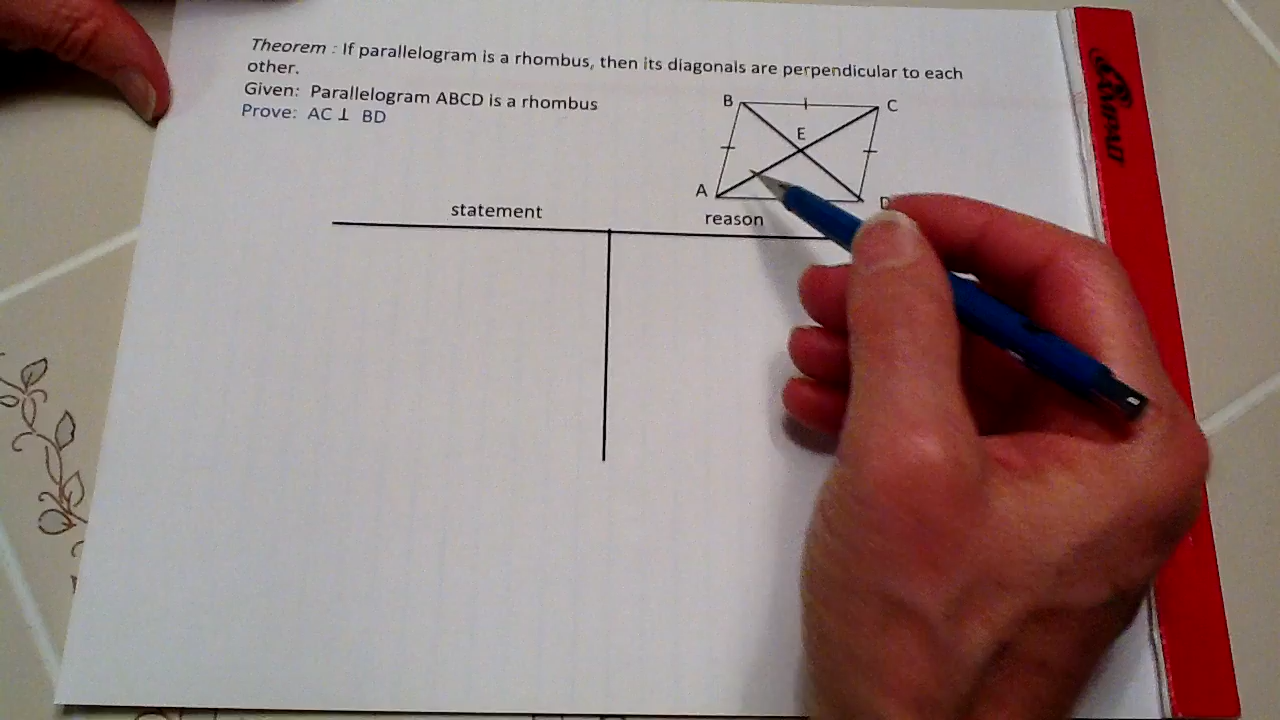 Theorem : If parallelogram is a rhombus, then its diagonals are perpendicular to each
other.
Given: Parallelogram ABCD is a rhombus
Prove: AC ⊥ BD
B
C
E
A
D
statement
reason